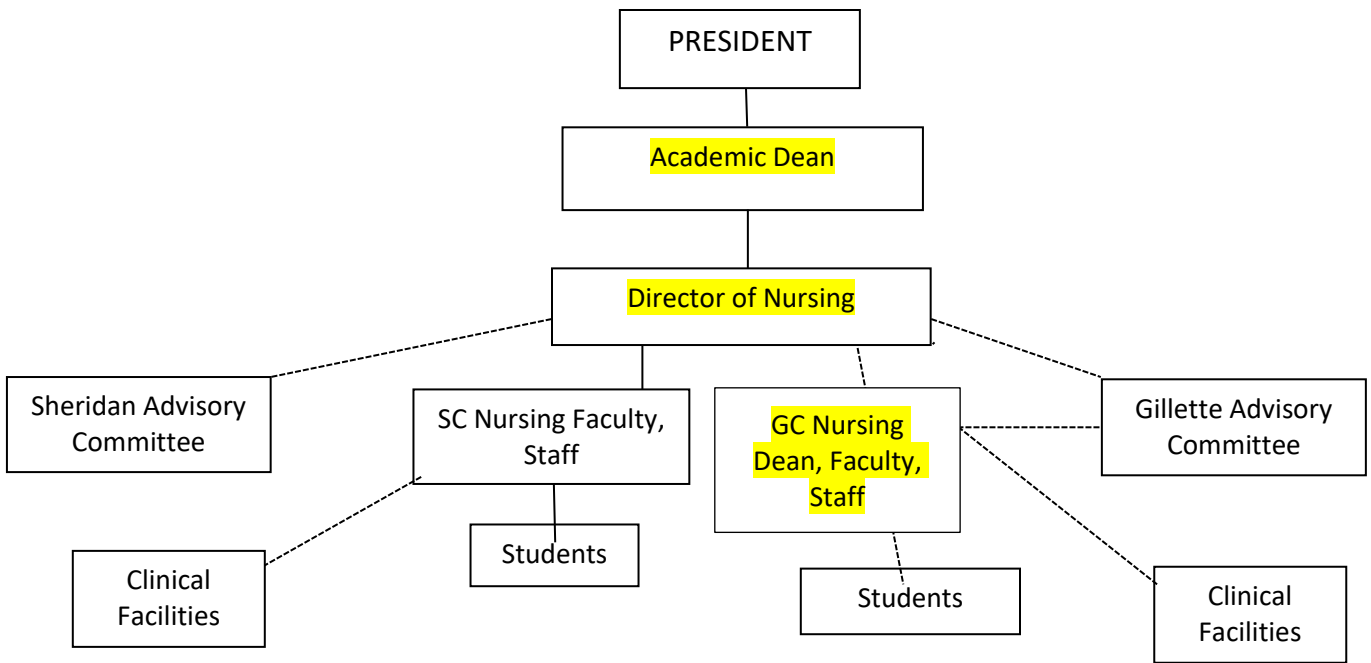 PRESIDENT
Academic Dean
Director of Nursing
Sheridan Advisory
Committee
SC Nursing Faculty,
Staff
GC Nursing
Dean, Faculty,
Staff
Gillette Advisory
Committee
Clinical
Facilities
Students
Students
Clinical
Facilities